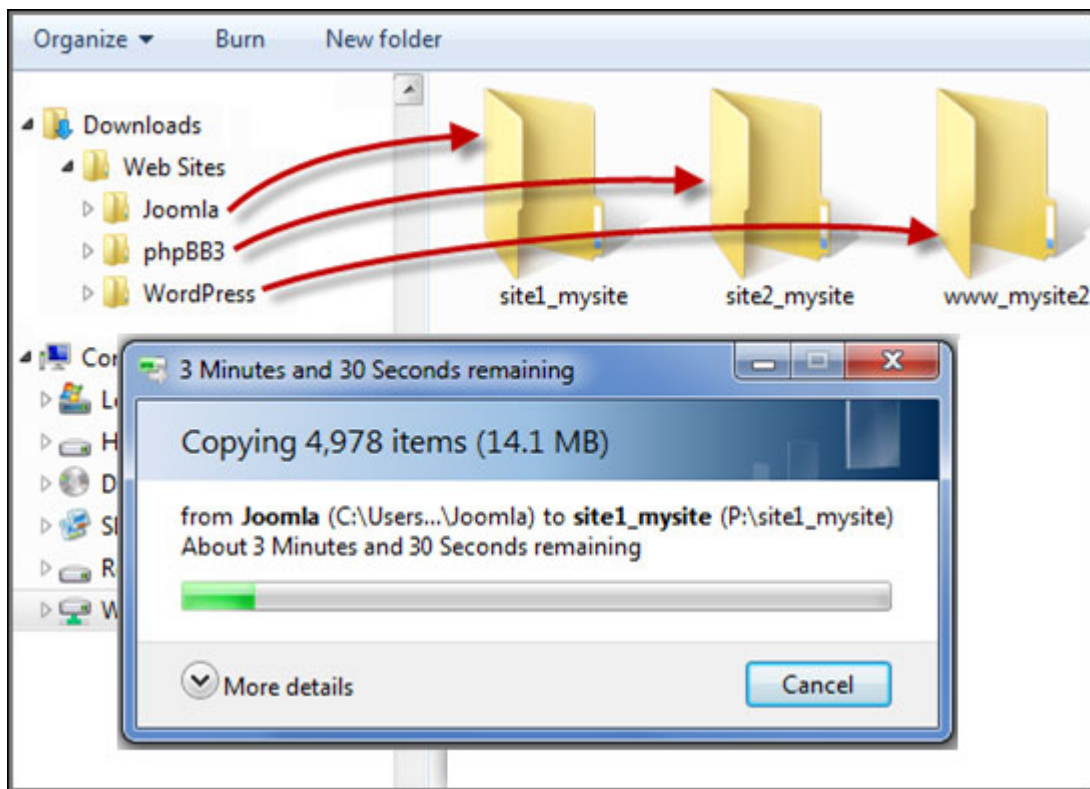 Organize Burn New folder
Downloads
Web Sites
Joomla
phpBB3
WordPress
site1_mysite site2_mysite www_mysite2
3 Minutes and 30 Seconds remaining
Copying 4,978 items (14.1 MB)
from Joomla (C:\Users...\Joomla) to site1_mysite (P:\site1_mysite)
About 3 Minutes and 30 Seconds remaining
More details
Cancel